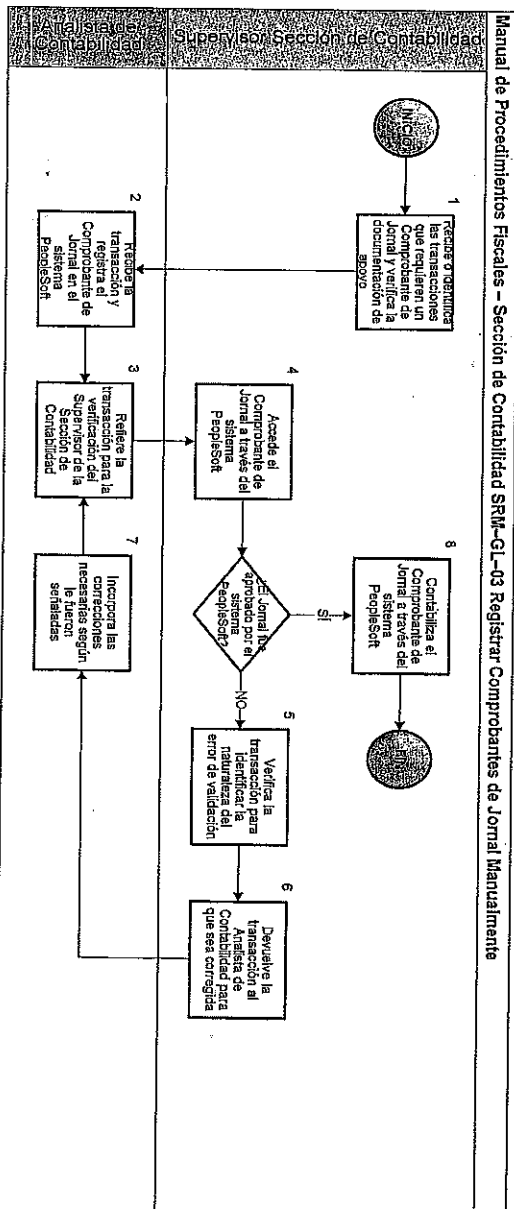 Manual de Procedimientos Fiscales – Sección de Contabilidad SRM–GL–03 Registrar Comprobantes de Jornal Manualmente
Supervisor Sección de Contabilidad
INICIO
1
Recibe o identifica
las transacciones
que requieren un
Comprobante de
Jornal y verifica la
documentación de
apoyo
4
Accede el
Comprobante de
Jornal a través del
sistema
PeopleSoft
¿El Jornal fue
aprobado por el
sistema
PeopleSoft?
SÍ
8
Contabiliza el
Comprobante de
Jornal a través del
sistema
PeopleSoft
FIN
NO
5
Verifica la
transacción para
identificar la
naturaleza del
error de validación
6
Devuelve la
transacción al
Analista de
Contabilidad para
que sea corregida
Analista de
Contabilidad
2
Recibe la
transacción y
registra el
Comprobante de
Jornal en el
sistema
PeopleSoft
3
Refiere la
transacción para la
verificación del
Supervisor de la
Sección de
Contabilidad
7
Incorpora las
correcciones
necesarias según
le fueron
señaladas